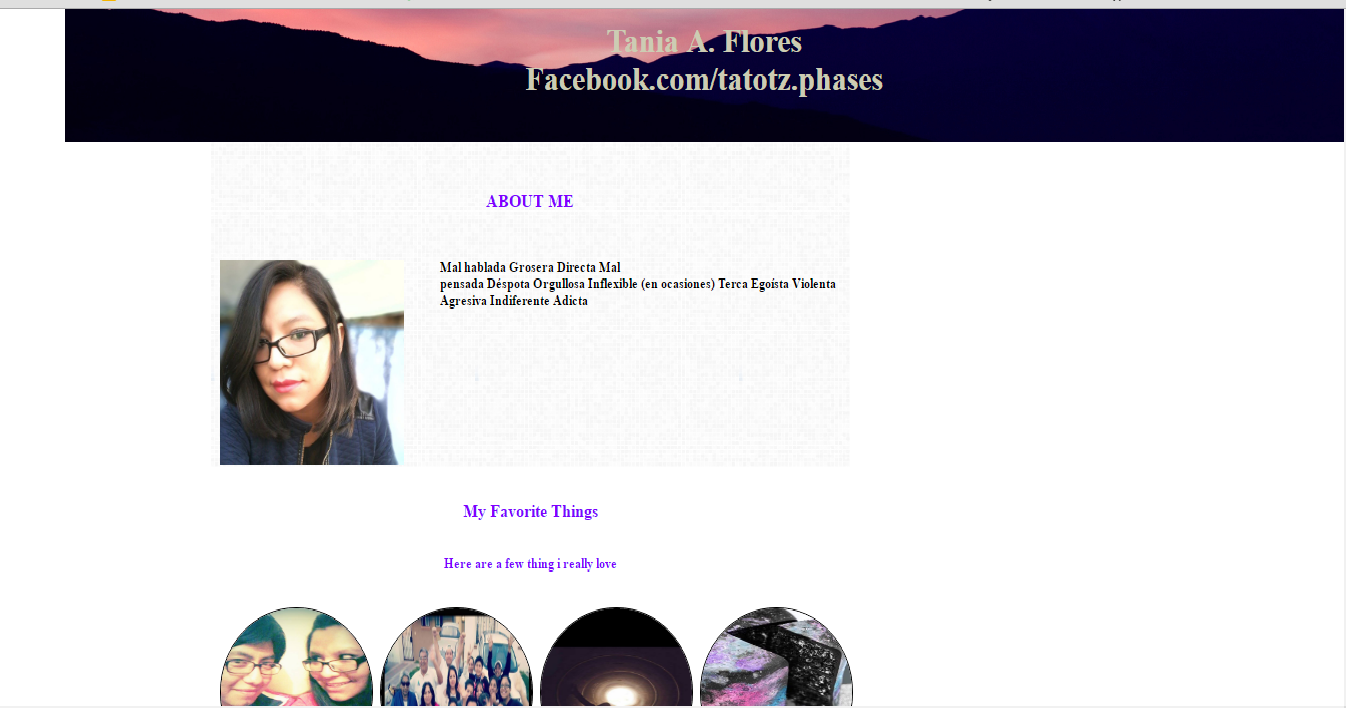 Tania A. Flores
Facebook.com/tatotz.phases
ABOUT ME
Mal hablada Grosera Directa Mal
pensada Déspota Orgullosa Inflexible (en ocasiones) Terca Egoísta Violenta
Agresiva Indiferente Adicta
My Favorite Things
Here are a few thing i really love